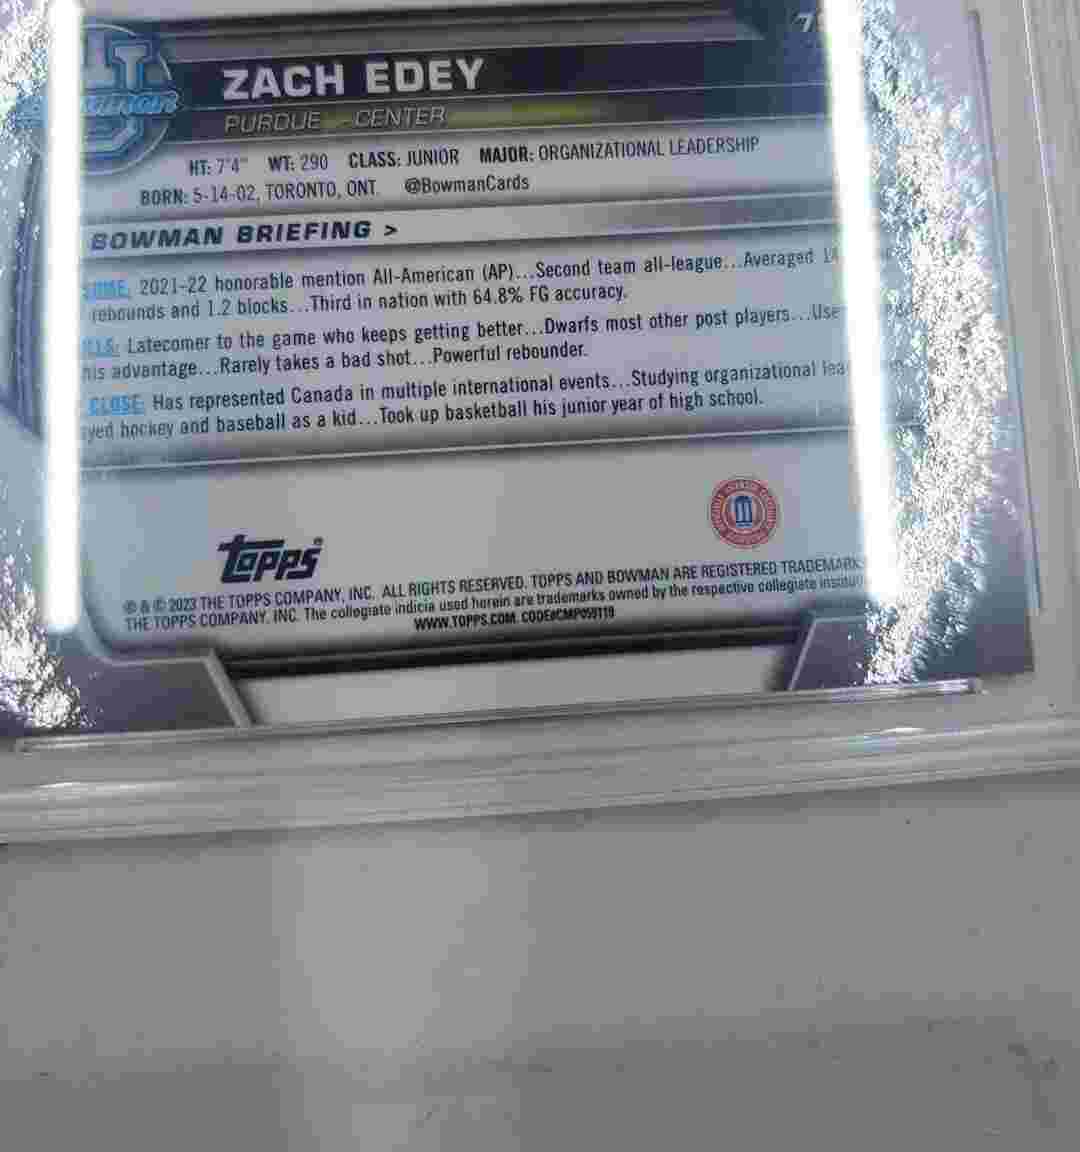 ZACH EDEY
PURDUE CENTER
HT: 7'4" WT: 290 CLASS: JUNIOR MAJOR: ORGANIZATIONAL LEADERSHIP
BORN: 5-14-02, TORONTO, ONT. @BowmanCards
BOWMAN BRIEFING >
2021-22 honorable mention All-American (AP)...Second team all-league...Averaged
rebounds and 1.2 blocks...Third in nation with 64.8% FG accuracy.
Latecomer to the game who keeps getting better...Dwarfs most other post players...
his advantage...Rarely takes a bad shot...Powerful rebounder.
CLOSE: Has represented Canada in multiple international events...Studying organizational
hockey and baseball as a kid...Took up basketball his junior year of high school.
Topps®
© & © 2023 THE TOPPS COMPANY, INC. ALL RIGHTS RESERVED. TOPPS AND BOWMAN ARE REGISTERED
THE TOPPS COMPANY, INC. The collegiate indicia used herein are trademarks owned by the respective collegiate
WWW.TOPPS.COM. CODE#CMP059119